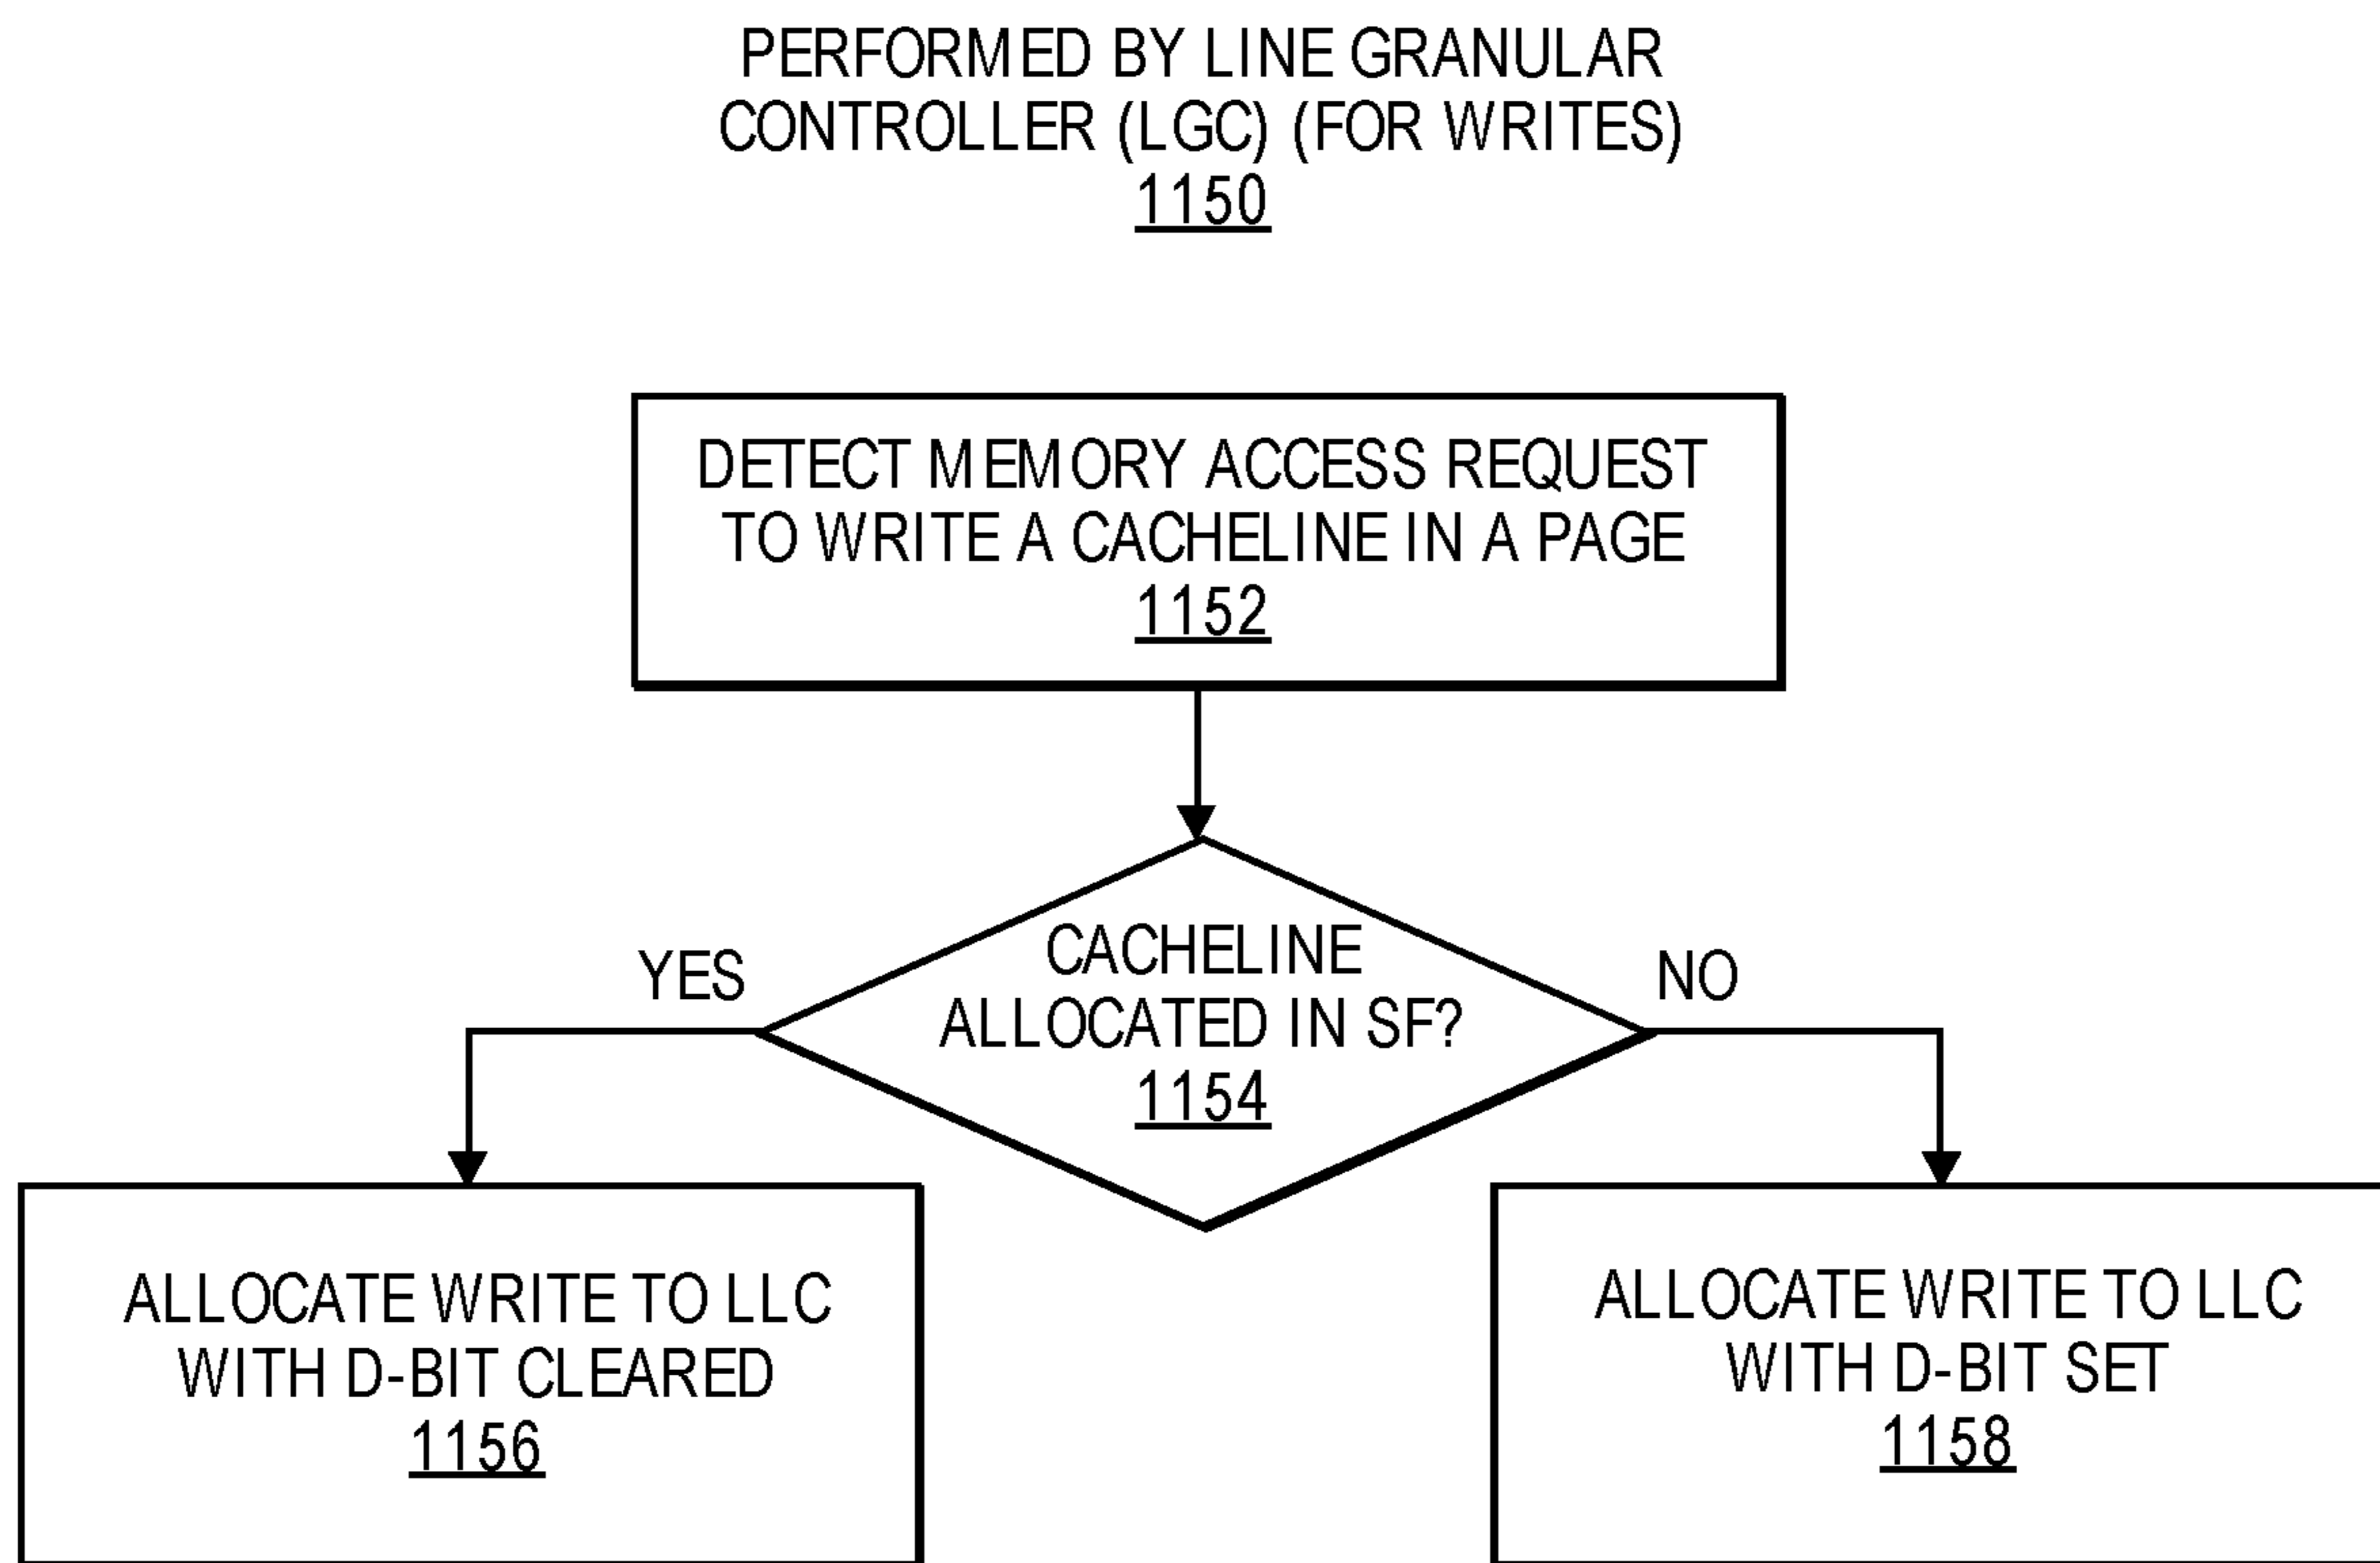 PERFORMED BY LINE GRANULAR
CONTROLLER (LGC) (FOR WRITES)
1150
DETECT MEMORY ACCESS REQUEST
TO WRITE A CACHELINE IN A PAGE
1152
CACHELINE
ALLOCATED IN SF?
1154
YES
NO
ALLOCATE WRITE TO LLC
WITH D-BIT CLEARED
1156
ALLOCATE WRITE TO LLC
WITH D-BIT SET
1158